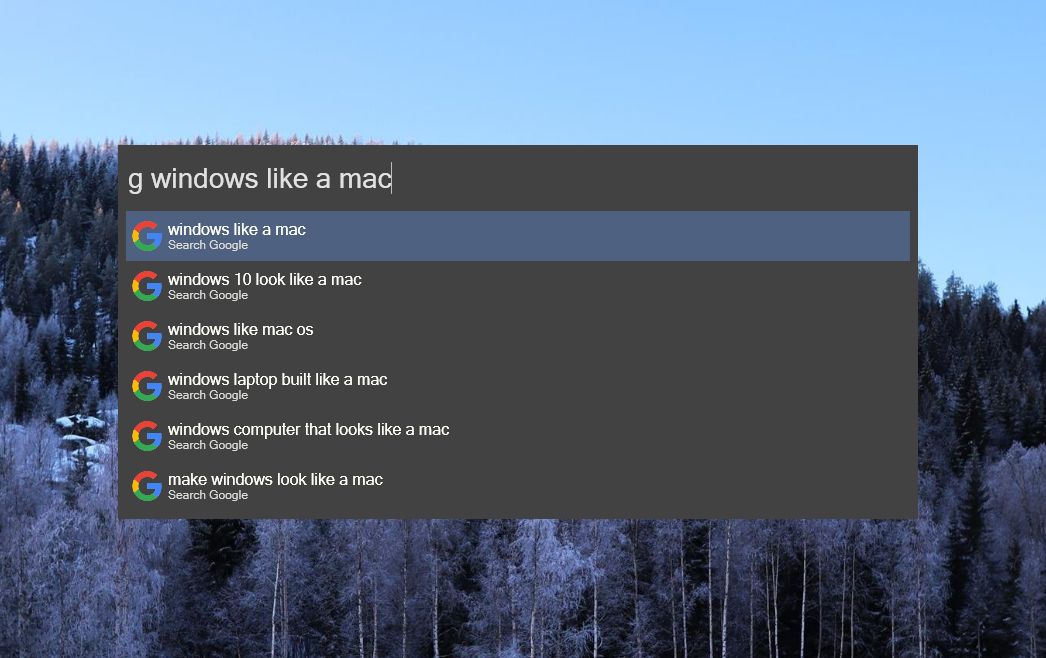 g windows like a mac
windows like a mac
Search Google
windows 10 look like a mac
Search Google
windows like mac os
Search Google
windows laptop built like a mac
Search Google
windows computer that looks like a mac
Search Google
make windows look like a mac
Search Google